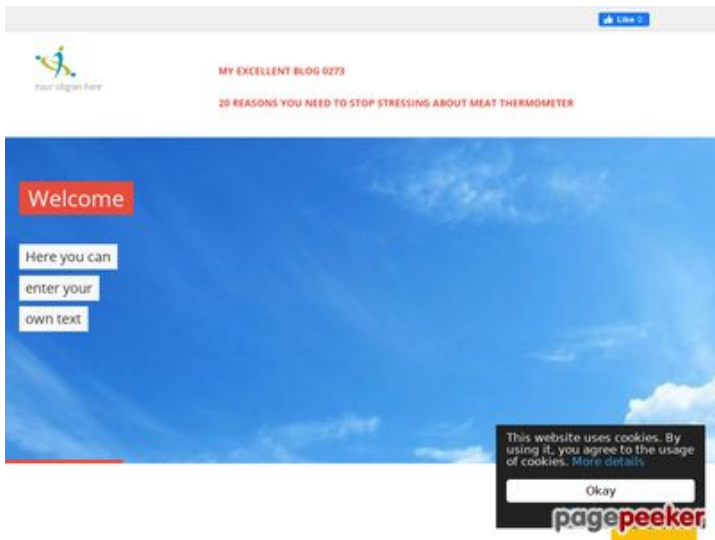 Like 0
Your slogan here
MY EXCELLENT BLOG 0273
20 REASONS YOU NEED TO STOP STRESSING ABOUT MEAT THERMOMETER
Welcome
Here you can
enter your
own text
This website uses cookies. By
using it, you agree to the usage
of cookies. More details
Okay
pagepeeker